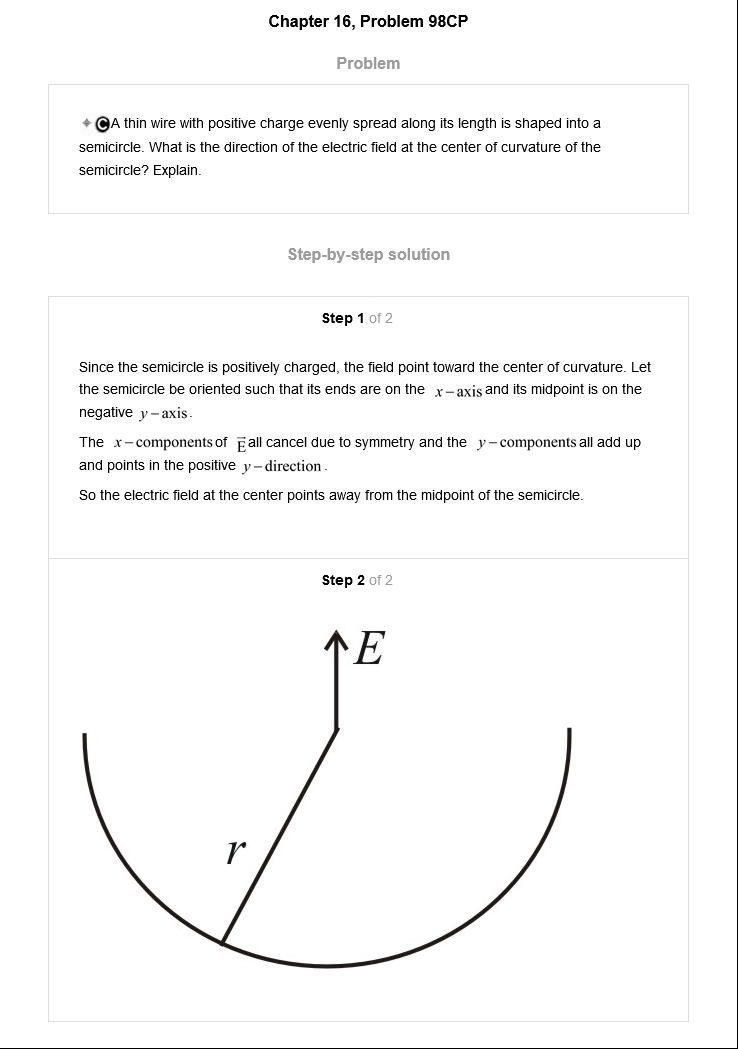 Chapter 16, Problem 98CP
Problem
✦ © A thin wire with positive charge evenly spread along its length is shaped into a
semicircle. What is the direction of the electric field at the center of curvature of the
semicircle? Explain.
Step-by-step solution
Step 1 of 2
Since the semicircle is positively charged, the field point toward the center of curvature. Let
the semicircle be oriented such that its ends are on the x–axis and its midpoint is on the
negative y–axis.
The x–components of E⃗ all cancel due to symmetry and the y–components all add up
and points in the positive y–direction.
So the electric field at the center points away from the midpoint of the semicircle.
Step 2 of 2
E
r